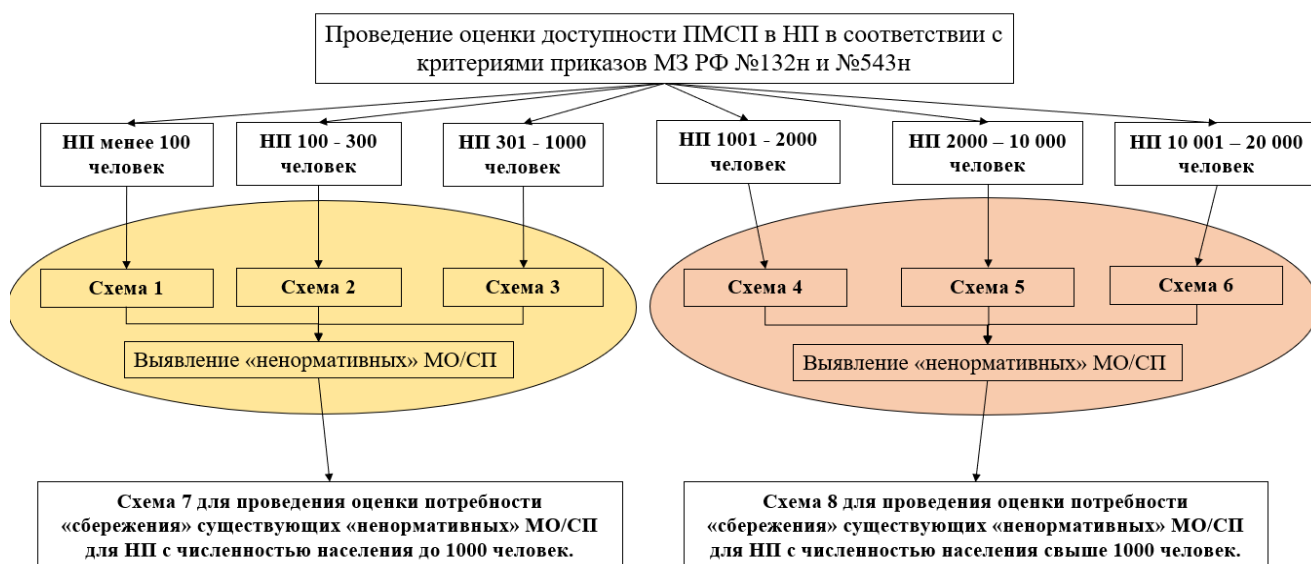 Проведение оценки доступности ПМСП в НП в соответствии с
критериями приказов МЗ РФ №132н и №543н
НП менее 100
человек
НП 100 - 300
человек
НП 301 - 1000
человек
НП 1001 - 2000
человек
НП 2000 – 10 000
человек
НП 10 001 – 20 000
человек
Схема 1
Схема 2
Схема 3
Схема 4
Схема 5
Схема 6
Выявление «ненормативных» МО/СП
Выявление «ненормативных» МО/СП
Схема 7 для проведения оценки потребности
«сбережения» существующих «ненормативных» МО/СП
для НП с численностью населения до 1000 человек.
Схема 8 для проведения оценки потребности
«сбережения» существующих «ненормативных» МО/СП
для НП с численностью населения свыше 1000 человек.